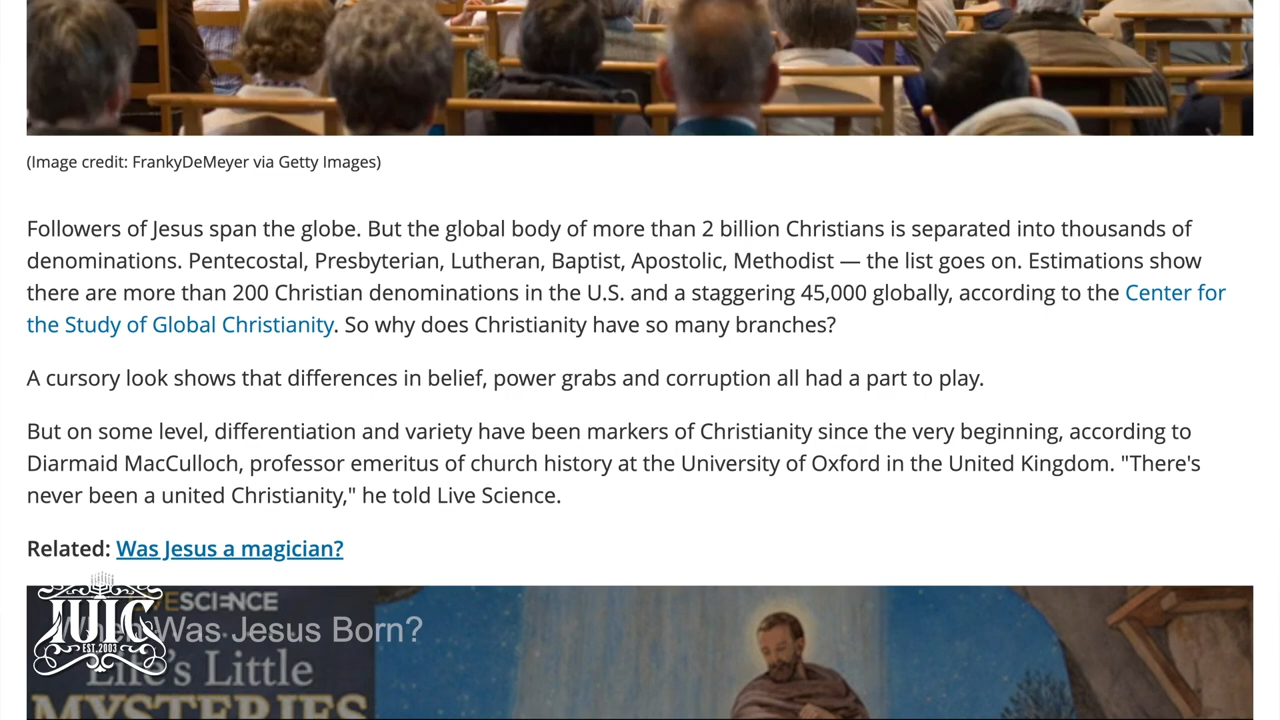 (Image credit: FrankyDeMeyer via Getty Images)
Followers of Jesus span the globe. But the global body of more than 2 billion Christians is separated into thousands of
denominations. Pentecostal, Presbyterian, Lutheran, Baptist, Apostolic, Methodist — the list goes on. Estimations show
there are more than 200 Christian denominations in the U.S. and a staggering 45,000 globally, according to the Center for
the Study of Global Christianity. So why does Christianity have so many branches?
A cursory look shows that differences in belief, power grabs and corruption all had a part to play.
But on some level, differentiation and variety have been markers of Christianity since the very beginning, according to
Diarmaid MacCulloch, professor emeritus of church history at the University of Oxford in the United Kingdom. "There's
never been a united Christianity," he told Live Science.
Related: Was Jesus a magician?
SCIENCE
When Was Jesus Born?
IUIC
EST. 2003
Life's Little
MYSTERIES